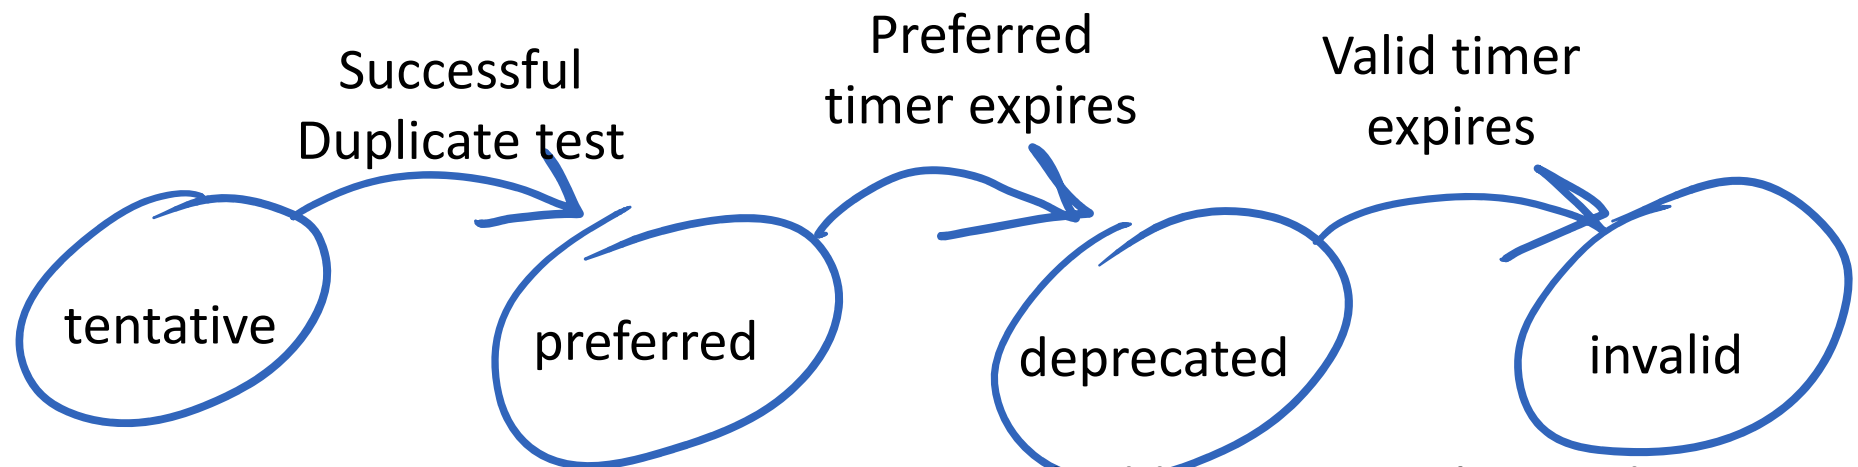 Successful
Duplicate test
Preferred
timer expires
Valid timer
expires
tentative
preferred
deprecated
invalid